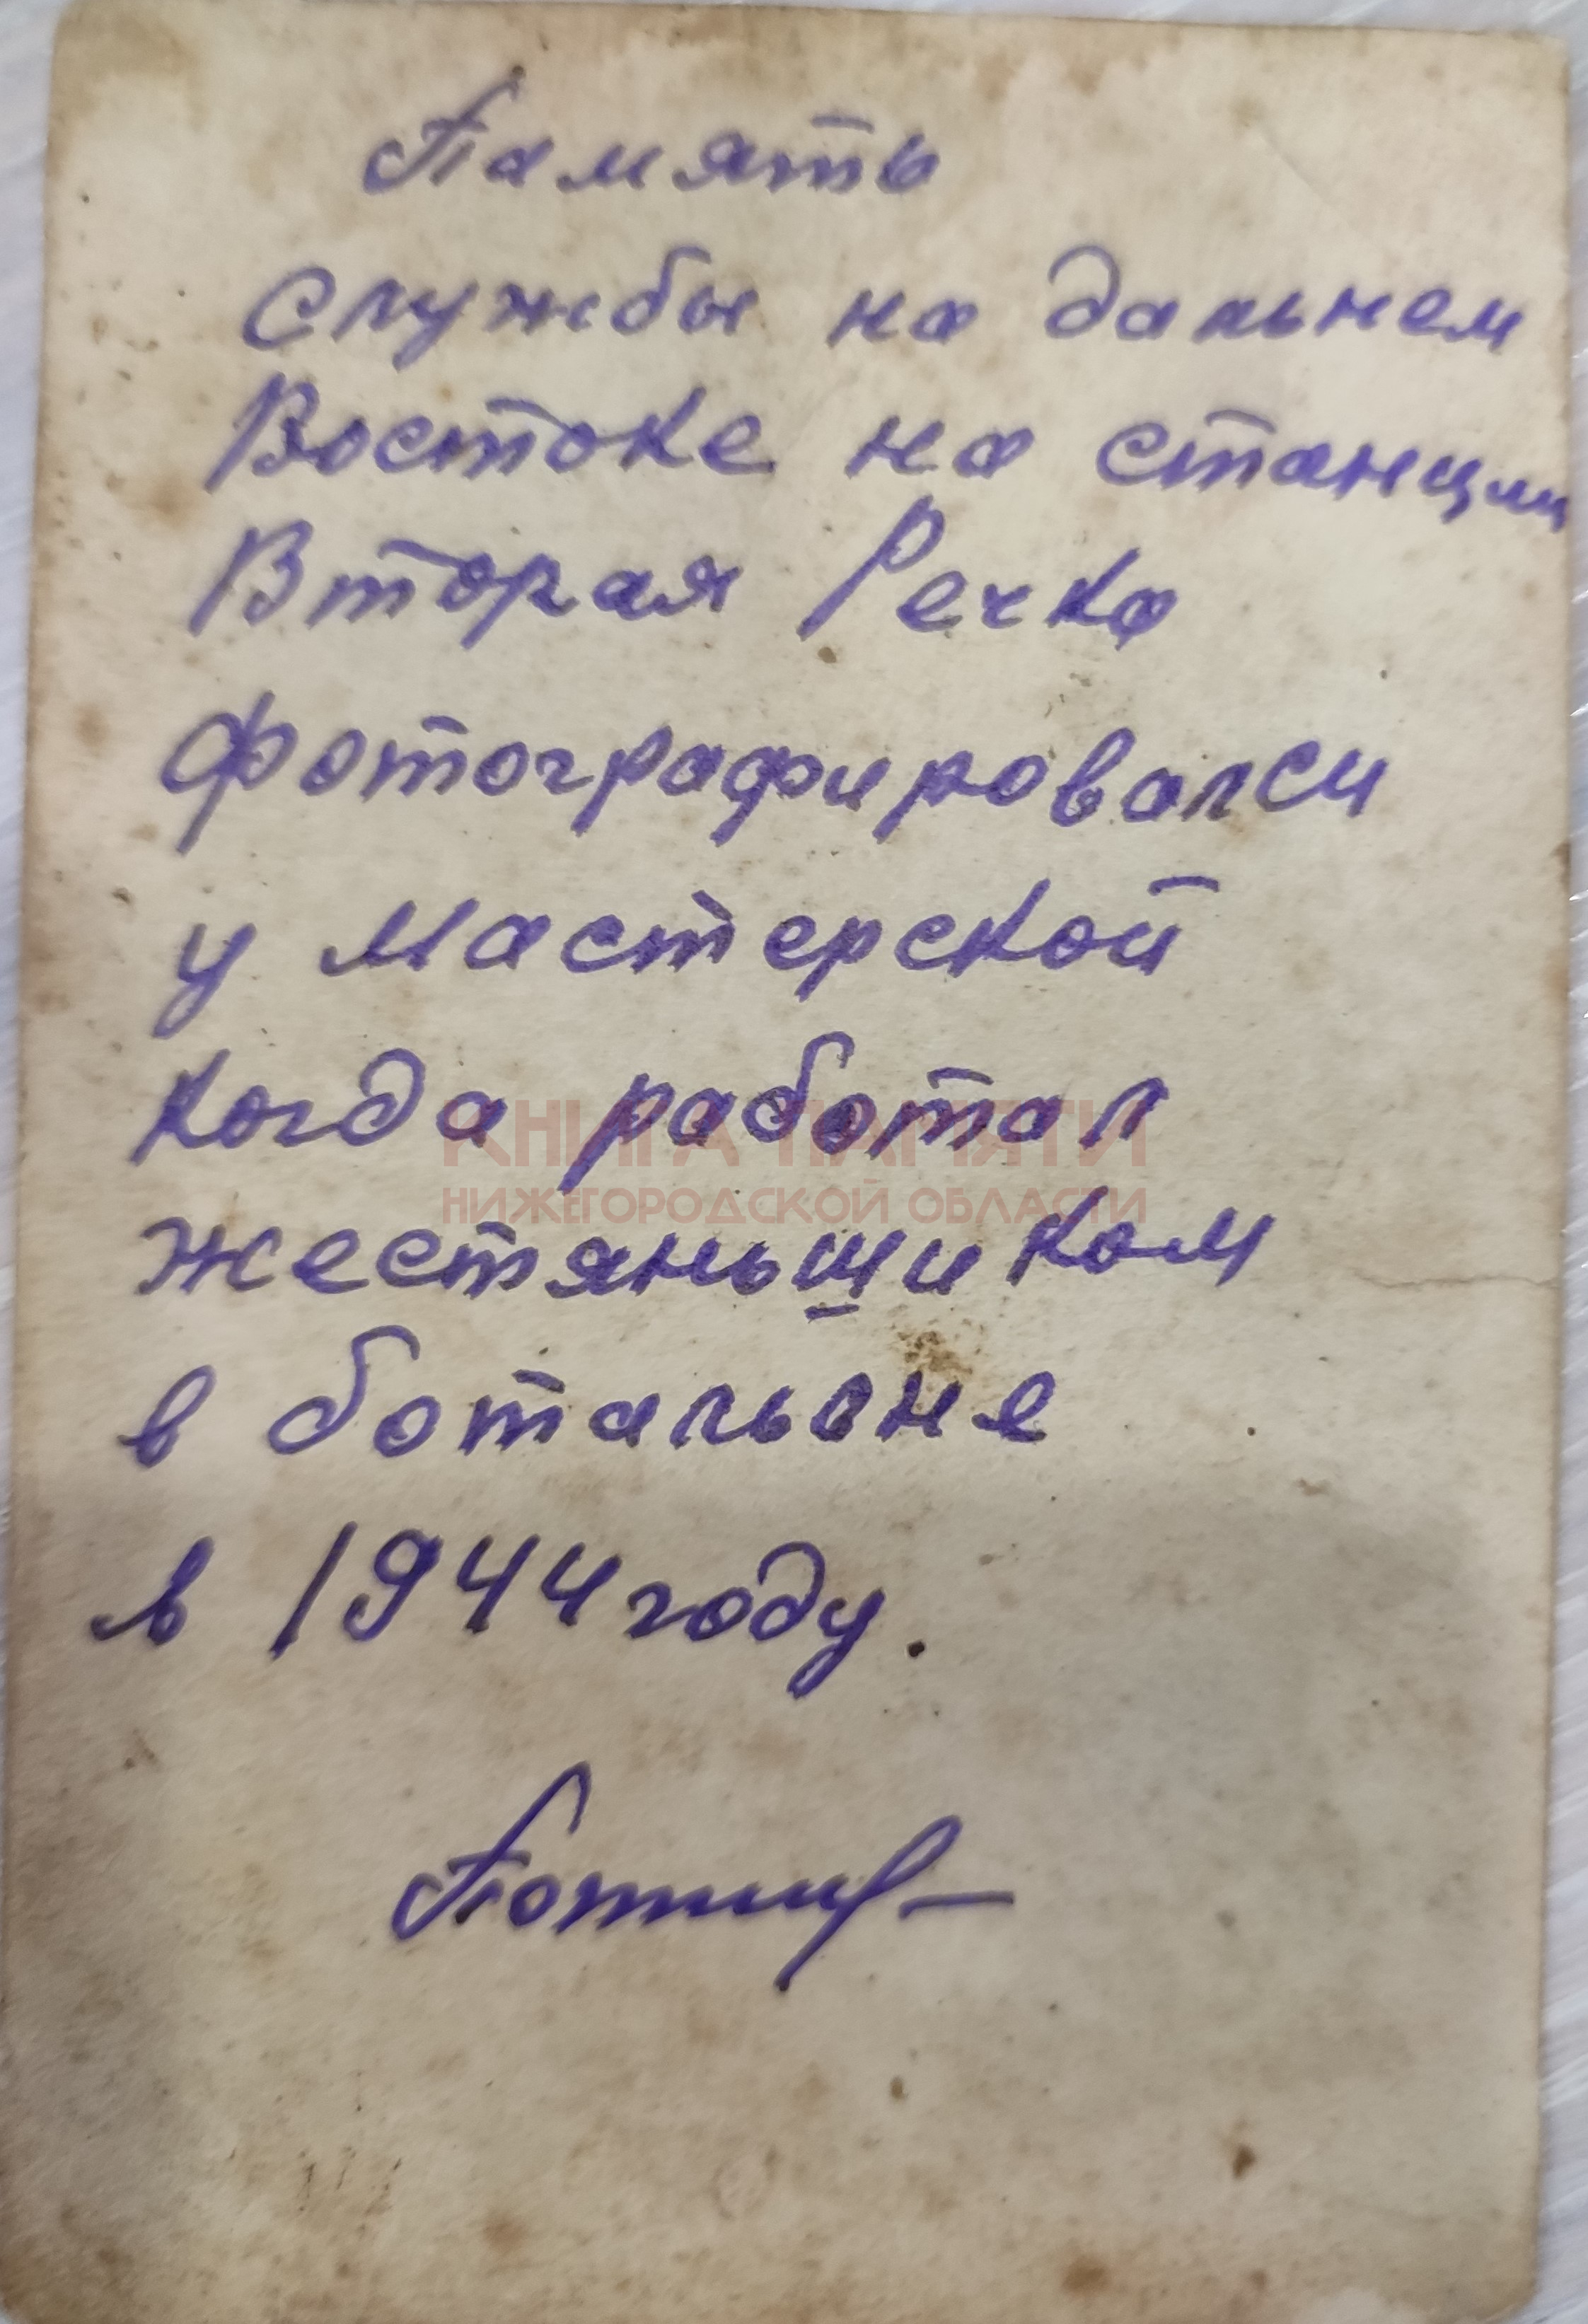 Память
службы на дальнем
Востоке на станции
Вторая Речка
фотографировалси
у мастерской
когда работал
КНИГА ПАМЯТИ
НИЖЕГОРОДСКОЙ ОБЛАСТИ
жестяньщиком
в ботальоне
в 1944 году.